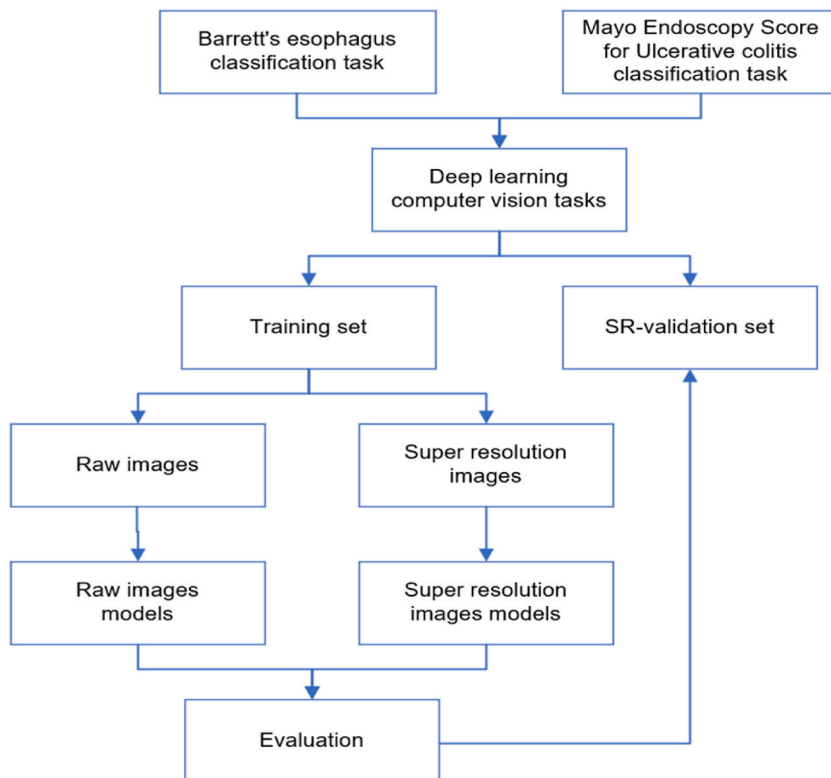 Barrett's esophagus
classification task
Mayo Endoscopy Score
for Ulcerative colitis
classification task
Deep learning
computer vision tasks
Training set
SR-validation set
Raw images
Super resolution
images
Raw images
models
Super resolution
images models
Evaluation